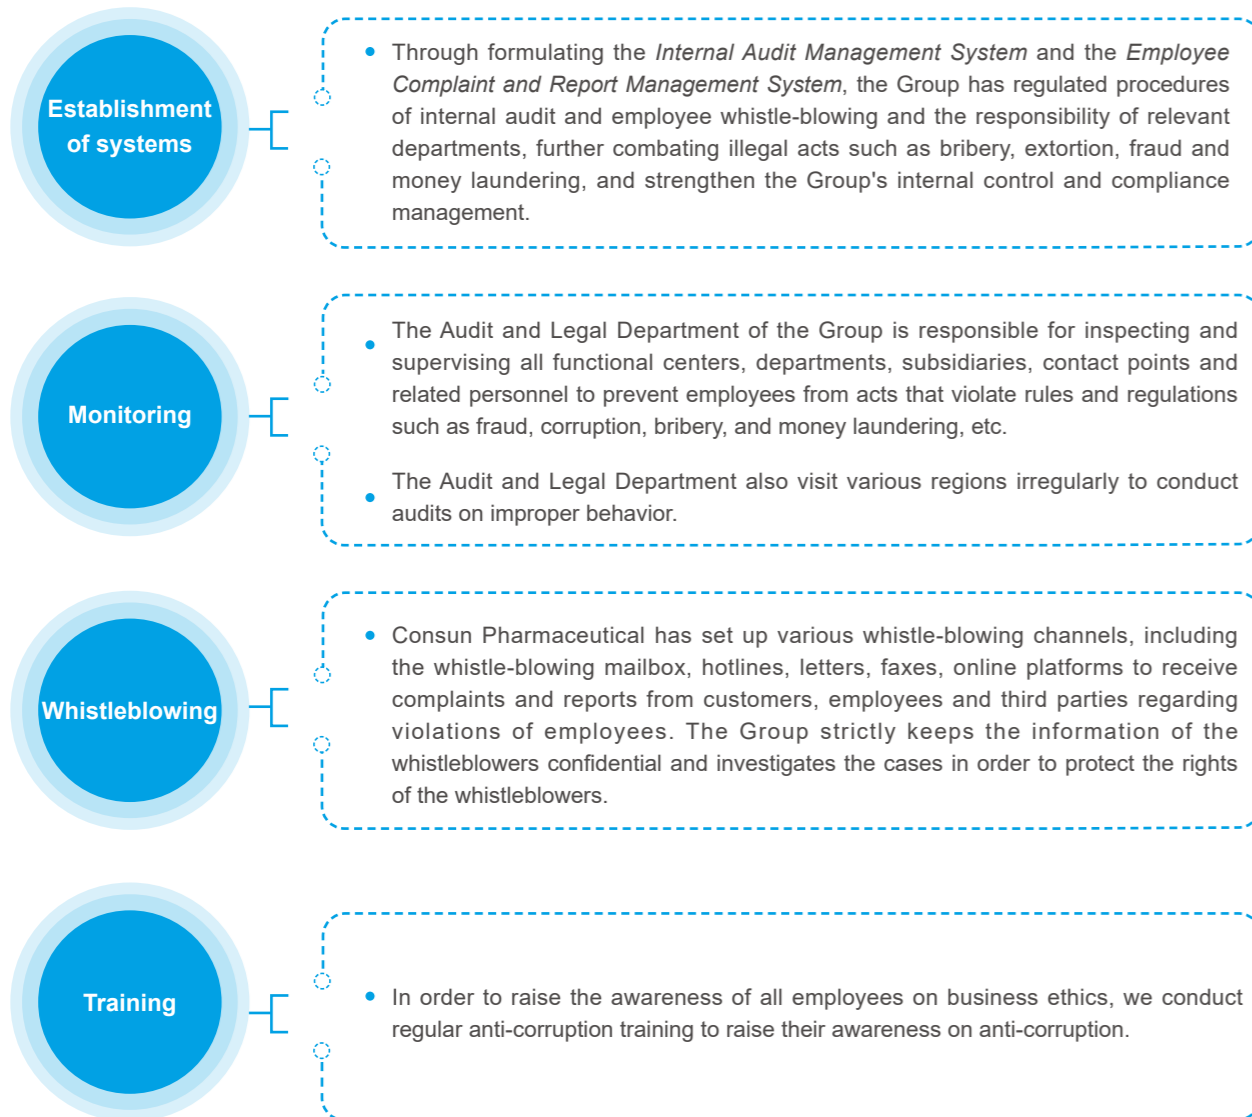 Establishment
of systems
• Through formulating the Internal Audit Management System and the Employee
Complaint and Report Management System, the Group has regulated procedures
of internal audit and employee whistle-blowing and the responsibility of relevant
departments, further combating illegal acts such as bribery, extortion, fraud and
money laundering, and strengthen the Group's internal control and compliance
management.
Monitoring
• The Audit and Legal Department of the Group is responsible for inspecting and
supervising all functional centers, departments, subsidiaries, contact points and
related personnel to prevent employees from acts that violate rules and regulations
such as fraud, corruption, bribery, and money laundering, etc.
• The Audit and Legal Department also visit various regions irregularly to conduct
audits on improper behavior.
Whistleblowing
• Consun Pharmaceutical has set up various whistle-blowing channels, including
the whistle-blowing mailbox, hotlines, letters, faxes, online platforms to receive
complaints and reports from customers, employees and third parties regarding
violations of employees. The Group strictly keeps the information of the
whistleblowers confidential and investigates the cases in order to protect the rights
of the whistleblowers.
Training
• In order to raise the awareness of all employees on business ethics, we conduct
regular anti-corruption training to raise their awareness on anti-corruption.